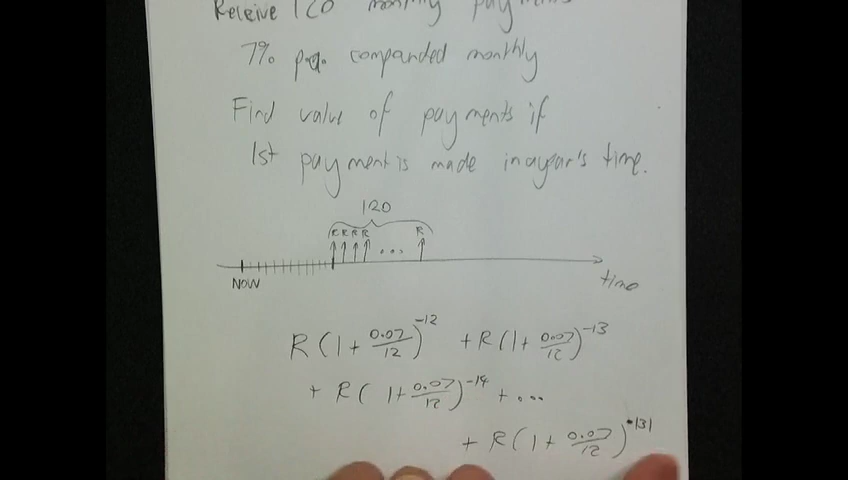 Receive 120 monthly payments
7% p.a. compounded monthly
Find value of payments if
1st payment is made in a year's time.
120
R R R R ... R
NOW
time
R(1+0.07/12)^-12 +R(1+0.07/12)^-13
+ R(1+0.07/12)^-14 + ...
+ R(1+0.07/12)^-131